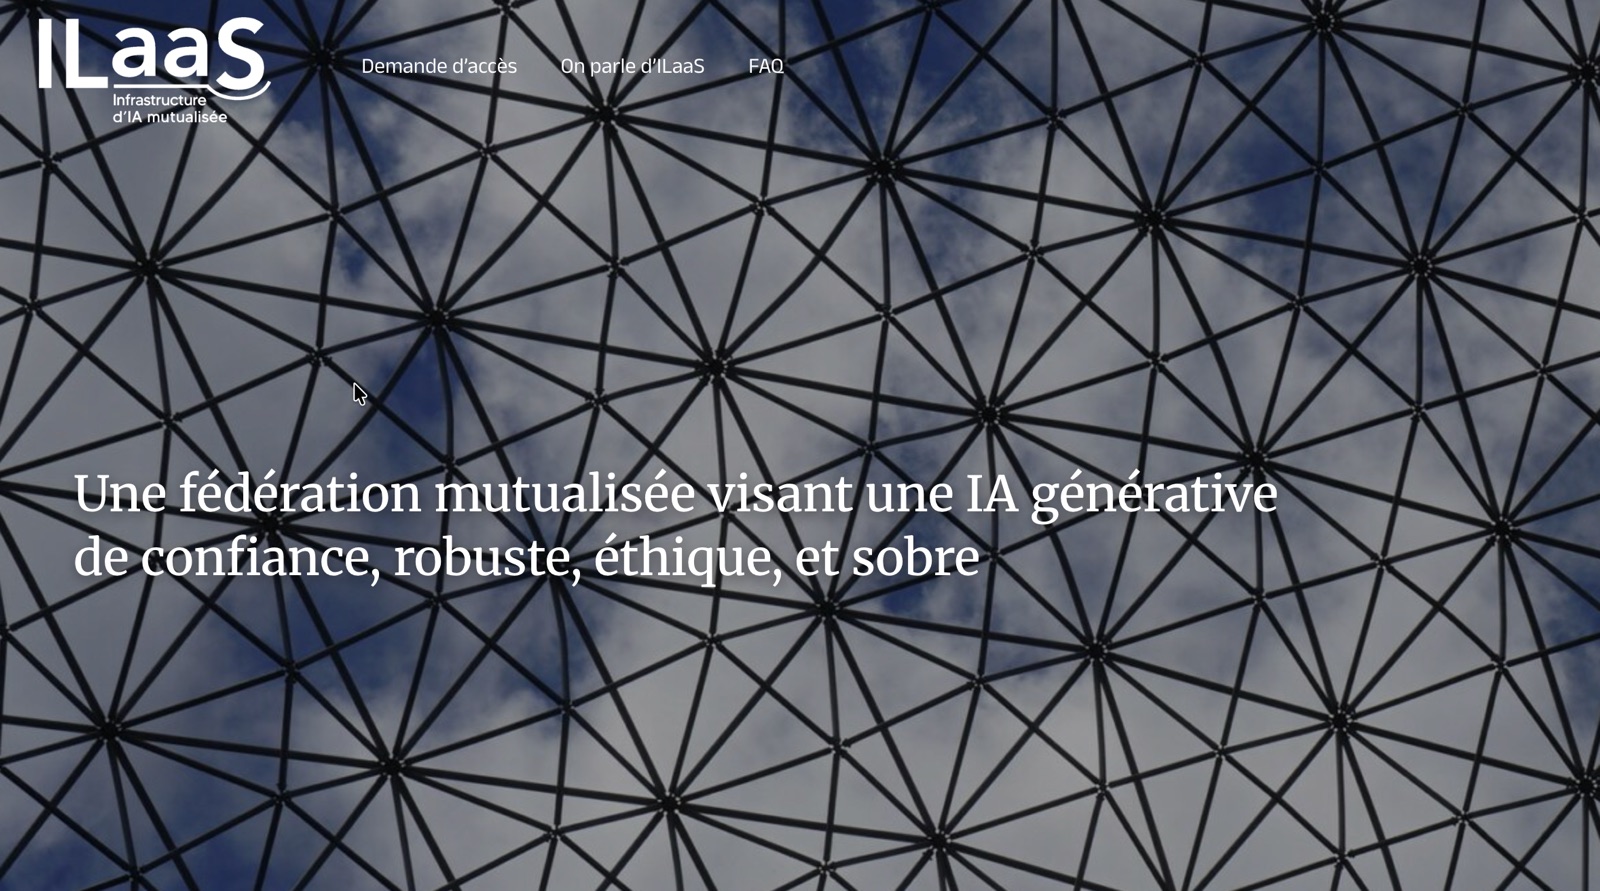 ILaaS
Infrastructure
d'IA mutualisée
Demande d'accès
On parle d'ILaaS
FAQ
Une fédération mutualisée visant une IA générative
de confiance, robuste, éthique, et sobre